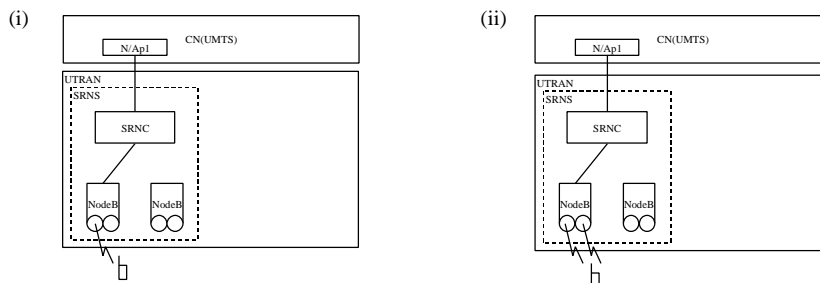 (i)
CN(UMTS)
N/Ap1
UTRAN
SRNS
SRNC
NodeB
NodeB
(ii)
CN(UMTS)
N/Ap1
UTRAN
SRNS
SRNC
NodeB
NodeB